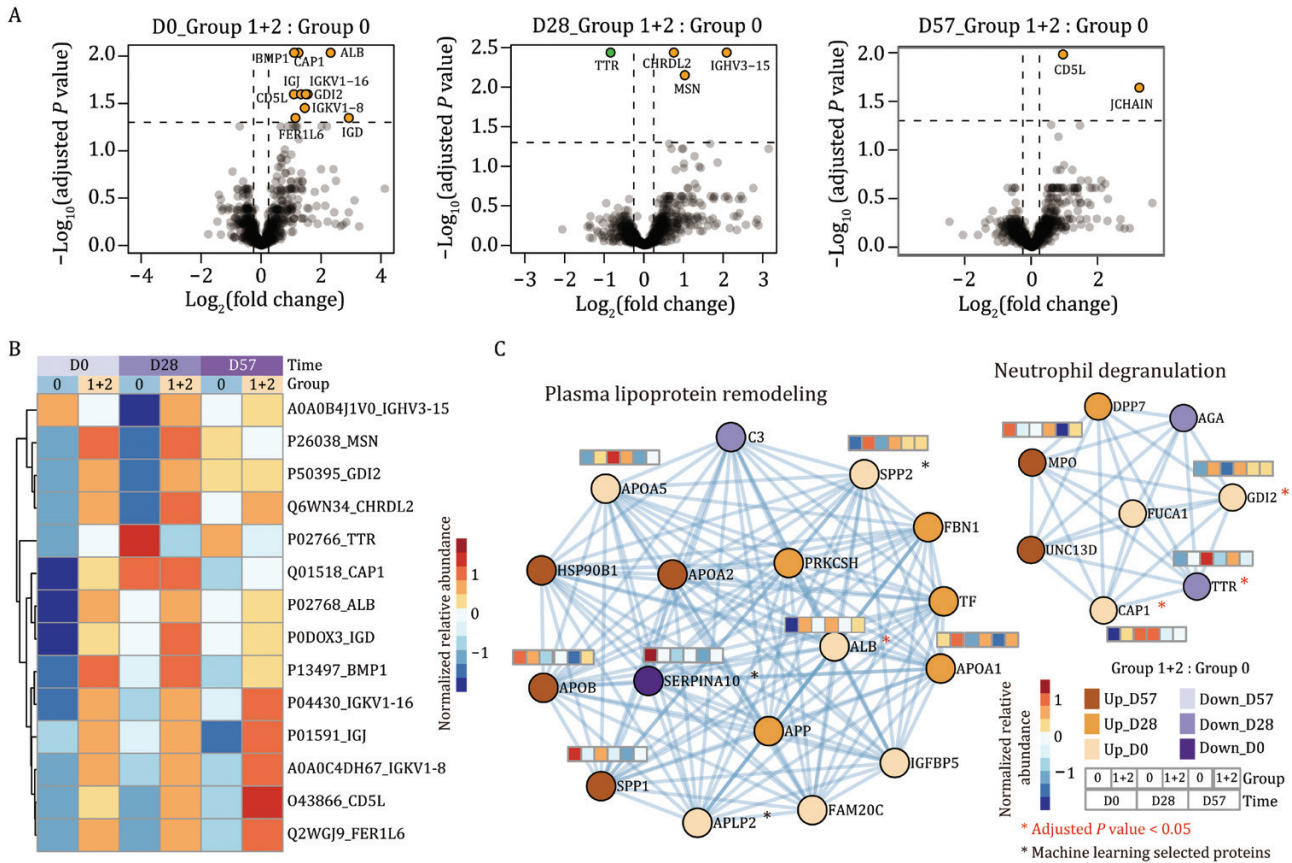 A
D0_Group 1+2 : Group 0
−Log10(adjusted P value)
2.0
1.5
1.0
0.5
0.0
BMP1
CAP1
ALB
IGJ
IGKV1-16
CD5L
GDI2
IGKV1-8
FER1L6
IGD
−4
−2
0
2
4
Log2(fold change)
D28_Group 1+2 : Group 0
−Log10(adjusted P value)
2.5
2.0
1.5
1.0
0.5
0.0
TTR
CHRDL2
IGHV3-15
MSN
−3
−2
−1
0
1
2
3
Log2(fold change)
D57_Group 1+2 : Group 0
−Log10(adjusted P value)
2.0
1.5
1.0
0.5
0.0
CD5L
JCHAIN
−2
0
2
Log2(fold change)
B
D0 D28 D57 Time
0 1+2 0 1+2 0 1+2 Group
A0A0B4J1V0_IGHV3-15
P26038_MSN
P50395_GDI2
Q6WN34_CHRDL2
P02766_TTR
Q01518_CAP1
P02768_ALB
P0DOX3_IGD
P13497_BMP1
P04430_IGKV1-16
P01591_IGJ
A0A0C4DH67_IGKV1-8
O43866_CD5L
Q2WGJ9_FER1L6
Normalized relative abundance
1
0
−1
C
Plasma lipoprotein remodeling
C3
APOA5
SPP2 *
FBN1
HSP90B1
APOA2
PRKCSH
TF
ALB *
APOA1
APOB
SERPINA10 *
APP
IGFBP5
SPP1
APLP2 *
FAM20C
Neutrophil degranulation
DPP7
AGA
MPO
GDI2 *
FUCA1
UNC13D
TTR *
CAP1 *
Group 1+2 : Group 0
Up_D57 Down_D57
Up_D28 Down_D28
Up_D0 Down_D0
Normalized relative
abundance
1
0
−1
0 1+2 0 1+2 0 1+2 Group
D0 D28 D57 Time
* Adjusted P value < 0.05
* Machine learning selected proteins